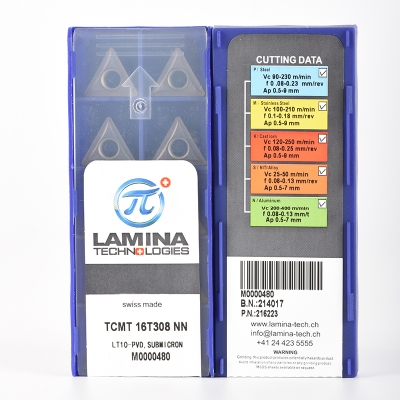 LAMINA
TECHNOLOGIES
swiss made
TCMT 16T308 NN
LT10-PVD, SUBMICRON
M0000480
CUTTING DATA
P / Steel
Vc 90-230 m/min
f 0.08-0.23 mm/rev
Ap 0.5-9 mm
M / Stainless Steel
Vc 100-210 m/min
f 0.1-0.18 mm/rev
Ap 0.5-9 mm
Vc 120-250 m/min
f 0.08-0.25 mm/rev
Ap 0.5-9 mm
S / Ni/Ti Alloy
Vc 25-50 m/min
f 0.08-0.13 mm/rev
Ap 0.5-7 mm
N / Aluminum
Vc 200-400 m/min
f 0.08-0.13 mm/t
Ap 0.5-7 mm
M0000480
B.N.:214017
P.N.:216223
www.lamina-tech.ch
info@lamina-tech.ch
+41 24 423 5555
WARNING